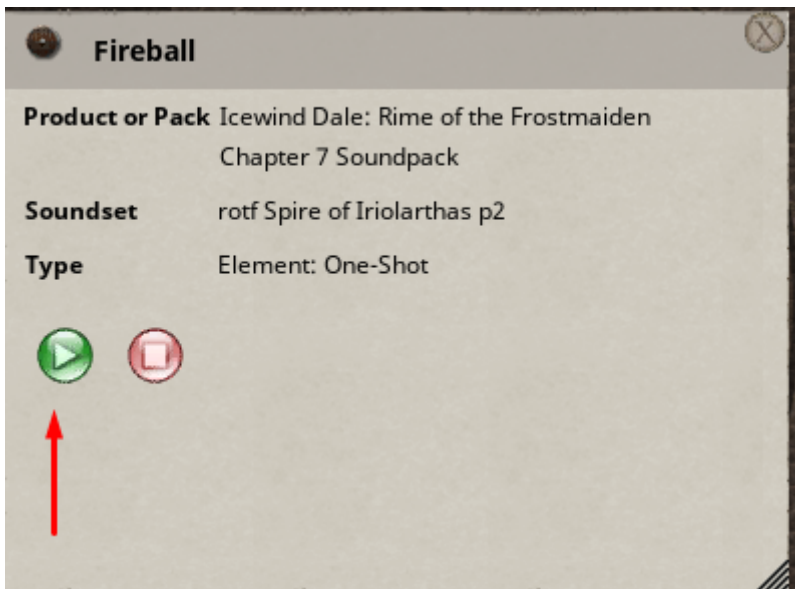 Fireball
Product or Pack Icewind Dale: Rime of the Frostmaiden
Chapter 7 Soundpack
Soundset rotf Spire of Iriolarthas p2
Type Element: One-Shot